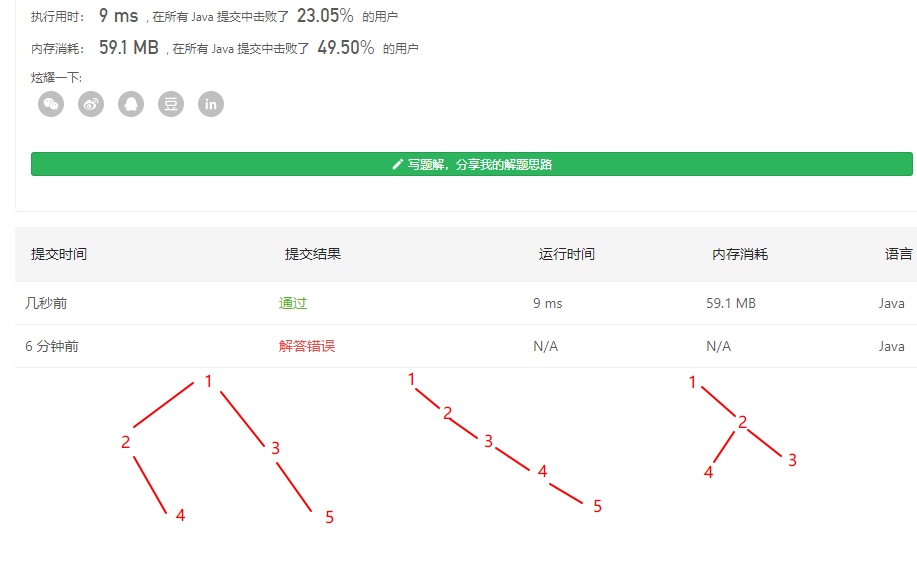 执行用时： 9 ms , 在所有 Java 提交中击败了 23.05% 的用户
内存消耗： 59.1 MB , 在所有 Java 提交中击败了 49.50% 的用户
炫耀一下:
豆 in
写题解，分享我的解题思路
提交时间 提交结果 运行时间 内存消耗 语言
几秒前 通过 9 ms 59.1 MB Java
6 分钟前 解答错误 N/A N/A Java
1 1 1
2 3 2 3 4 5 2 4 3
4 5